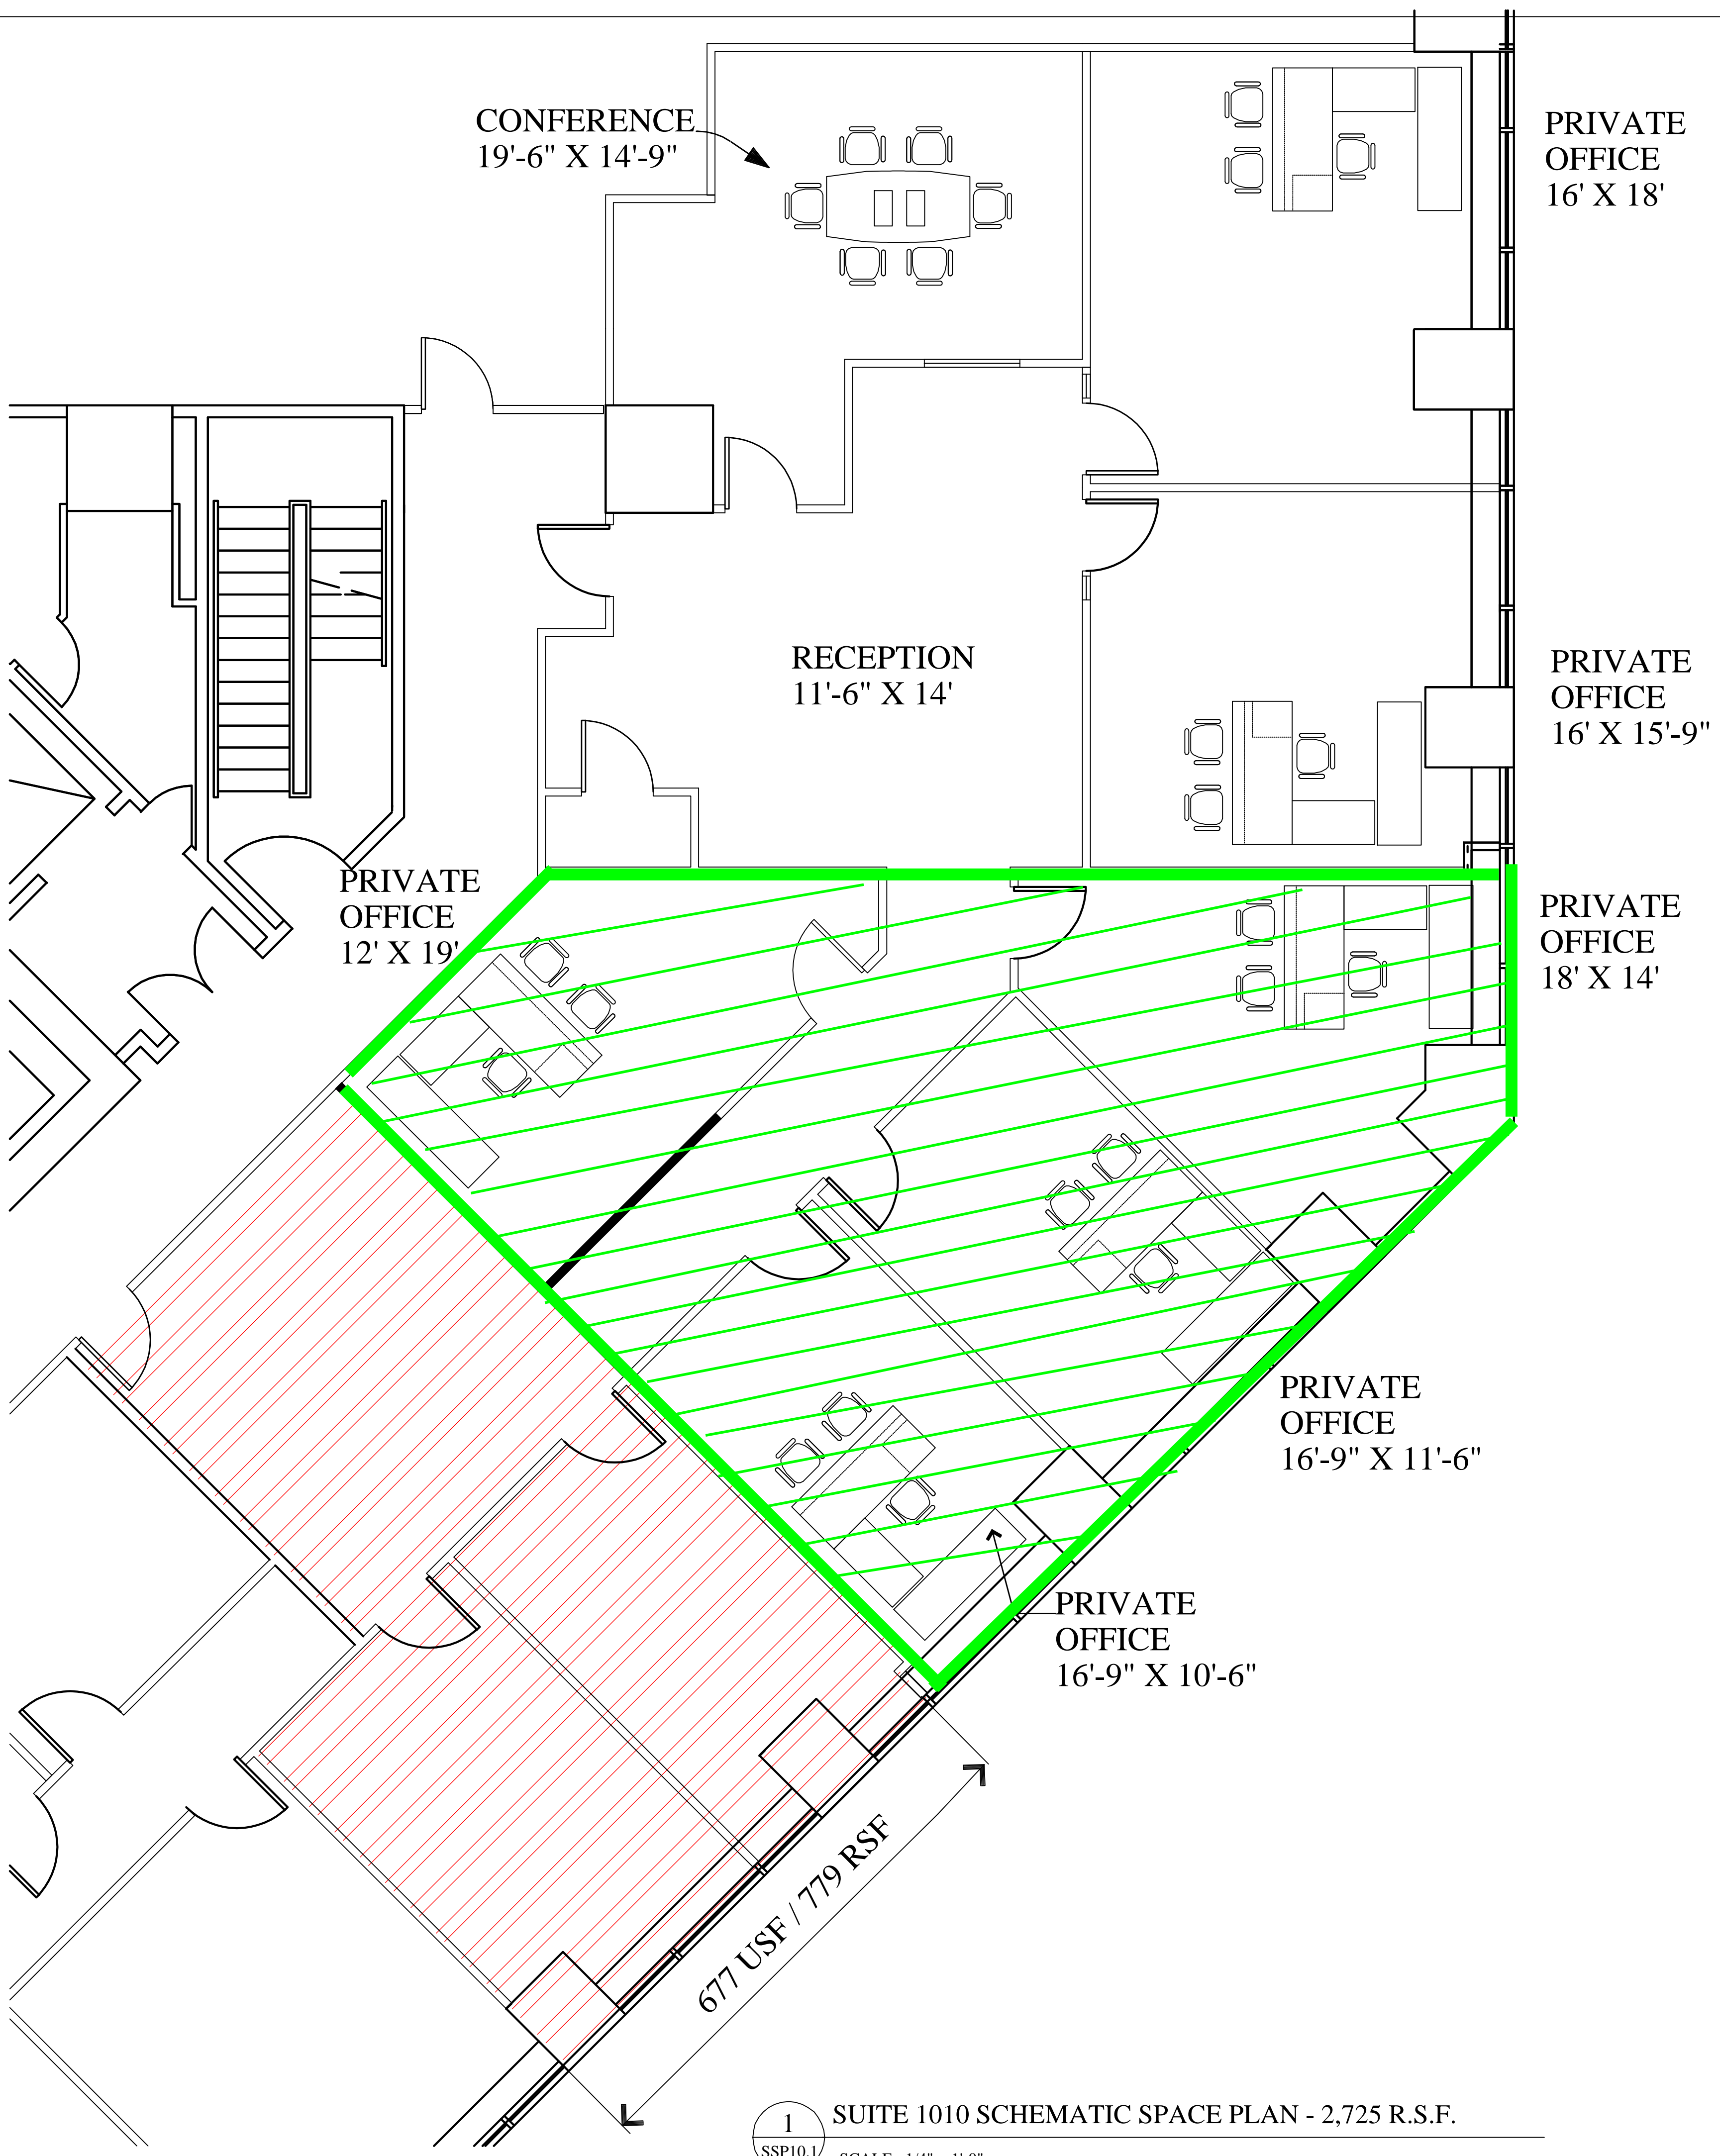 CONFERENCE
19'-6" X 14'-9"
PRIVATE
OFFICE
16' X 18'
RECEPTION
11'-6" X 14'
PRIVATE
OFFICE
16' X 15'-9"
PRIVATE
OFFICE
12' X 19'
PRIVATE
OFFICE
18' X 14'
PRIVATE
OFFICE
16'-9" X 11'-6"
PRIVATE
OFFICE
16'-9" X 10'-6"
677 USF / 779 RSF
1
SSP10.1
SUITE 1010 SCHEMATIC SPACE PLAN - 2,725 R.S.F.